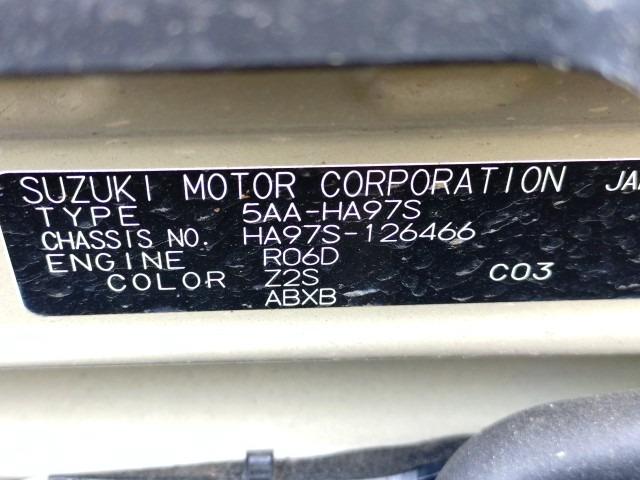 SUZUKI MOTOR CORPORATION
TYPE 5AA-HA97S
CHASSIS NO. HA97S-126466
ENGINE R06D
COLOR Z2S C03
ABXB